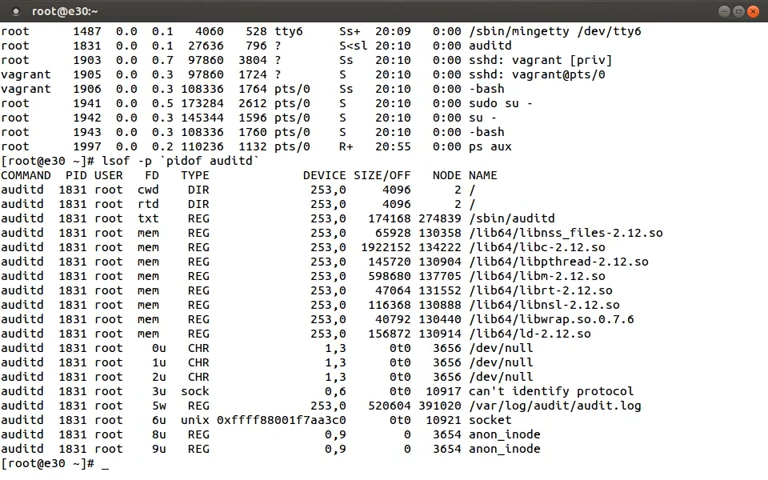 root@e30:~
root      1487  0.0  0.1   4060   528 tty6     Ss+  20:09   0:00 /sbin/mingetty /dev/tty6
root      1831  0.1  0.1  27636   796 ?        S<sl 20:10   0:00 auditd
root      1903  0.0  0.7  97860  3804 ?        Ss   20:10   0:00 sshd: vagrant [priv]
vagrant   1905  0.0  0.3  97860  1724 ?        S    20:10   0:00 sshd: vagrant@pts/0
vagrant   1906  0.0  0.3 108336  1764 pts/0    Ss   20:10   0:00 -bash
root      1941  0.0  0.5 173284  2612 pts/0    S    20:10   0:00 sudo su -
root      1942  0.0  0.3 145344  1596 pts/0    S    20:10   0:00 su -
root      1943  0.0  0.3 108336  1760 pts/0    S    20:10   0:00 -bash
root      1997  0.0  0.2 110236  1132 pts/0    R+   20:55   0:00 ps aux
[root@e30 ~]# lsof -p `pidof auditd`
COMMAND  PID USER   FD   TYPE             DEVICE SIZE/OFF   NODE NAME
auditd  1831 root  cwd    DIR              253,0     4096      2 /
auditd  1831 root  rtd    DIR              253,0     4096      2 /
auditd  1831 root  txt    REG              253,0   174168 274839 /sbin/auditd
auditd  1831 root  mem    REG              253,0    65928 130358 /lib64/libnss_files-2.12.so
auditd  1831 root  mem    REG              253,0  1922152 134222 /lib64/libc-2.12.so
auditd  1831 root  mem    REG              253,0   145720 130904 /lib64/libpthread-2.12.so
auditd  1831 root  mem    REG              253,0   598680 137705 /lib64/libm-2.12.so
auditd  1831 root  mem    REG              253,0    47064 131552 /lib64/librt-2.12.so
auditd  1831 root  mem    REG              253,0   116368 130888 /lib64/libnsl-2.12.so
auditd  1831 root  mem    REG              253,0    40792 130440 /lib64/libwrap.so.0.7.6
auditd  1831 root  mem    REG              253,0   156872 130914 /lib64/ld-2.12.so
auditd  1831 root    0u   CHR                1,3      0t0   3656 /dev/null
auditd  1831 root    1u   CHR                1,3      0t0   3656 /dev/null
auditd  1831 root    2u   CHR                1,3      0t0   3656 /dev/null
auditd  1831 root    3u  sock                0,6      0t0  10917 can't identify protocol
auditd  1831 root    5w   REG              253,0   520604 391020 /var/log/audit/audit.log
auditd  1831 root    6u  unix 0xffff88001f7aa3c0      0t0  10921 socket
auditd  1831 root    8u   REG                0,9        0   3654 anon_inode
auditd  1831 root    9u   REG                0,9        0   3654 anon_inode
[root@e30 ~]# _